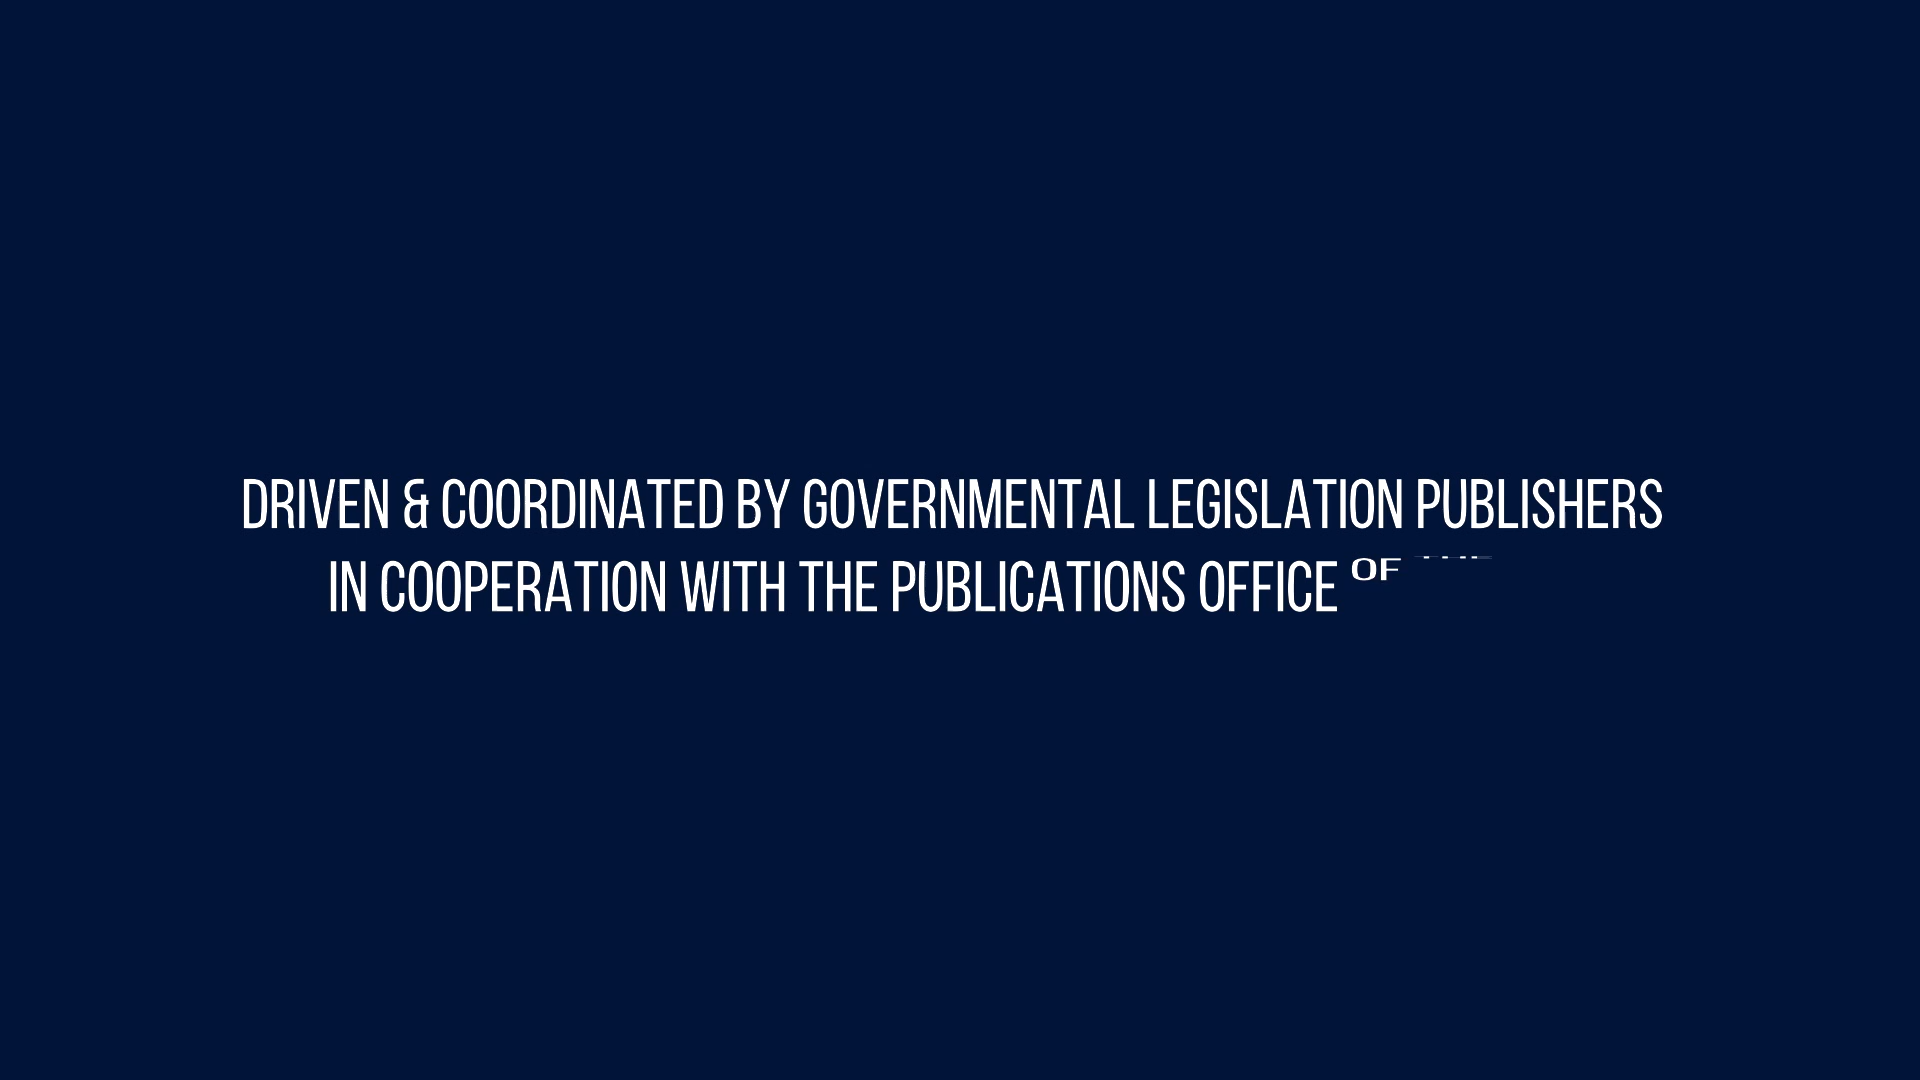 DRIVEN & COORDINATED BY GOVERNMENTAL LEGISLATION PUBLISHERS
IN COOPERATION WITH THE PUBLICATIONS OFFICE OF